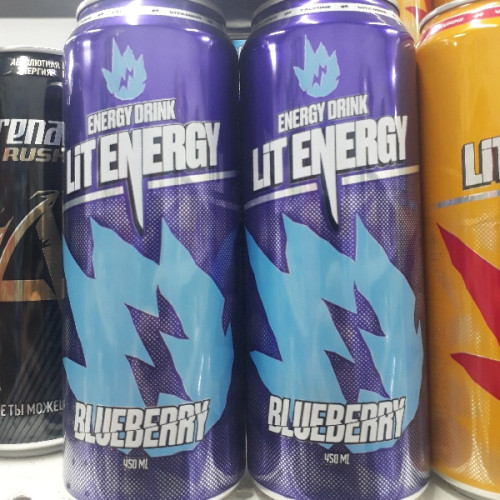 АБСОЛЮТНАЯ
ЭНЕРГИЯ
RUSH
ЕТЫ МОЖЕ
ENERGY DRINK
LiT ENERGY
BLUEBERRY
450 ML
ENERGY DRINK
LiT ENERGY
BLUEBERRY
450 ML
LiT